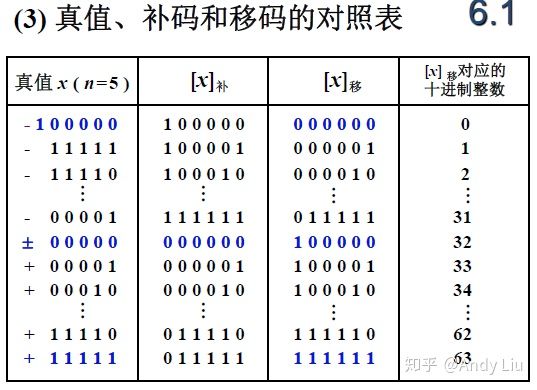 (3) 真值、补码和移码的对照表 6.1
真值 x ( n=5 ) [x]补 [x]移 [x] 移对应的十进制整数
- 1 0 0 0 0 0 1 0 0 0 0 0 0 0 0 0 0 0 0
- 1 1 1 1 1 1 0 0 0 0 1 0 0 0 0 0 1 1
- 1 1 1 1 0 1 0 0 0 1 0 0 0 0 0 1 0 2
⋮ ⋮ ⋮ ⋮
- 0 0 0 0 1 1 1 1 1 1 1 0 1 1 1 1 1 31
± 0 0 0 0 0 0 0 0 0 0 0 1 0 0 0 0 0 32
+ 0 0 0 0 1 0 0 0 0 0 1 1 0 0 0 0 1 33
+ 0 0 0 1 0 0 0 0 0 1 0 1 0 0 0 1 0 34
⋮ ⋮ ⋮ ⋮
+ 1 1 1 1 0 0 1 1 1 1 0 1 1 1 1 1 0 62
+ 1 1 1 1 1 0 1 1 1 1 1 1 1 1 1 1 1 63
知乎 @Andy Liu